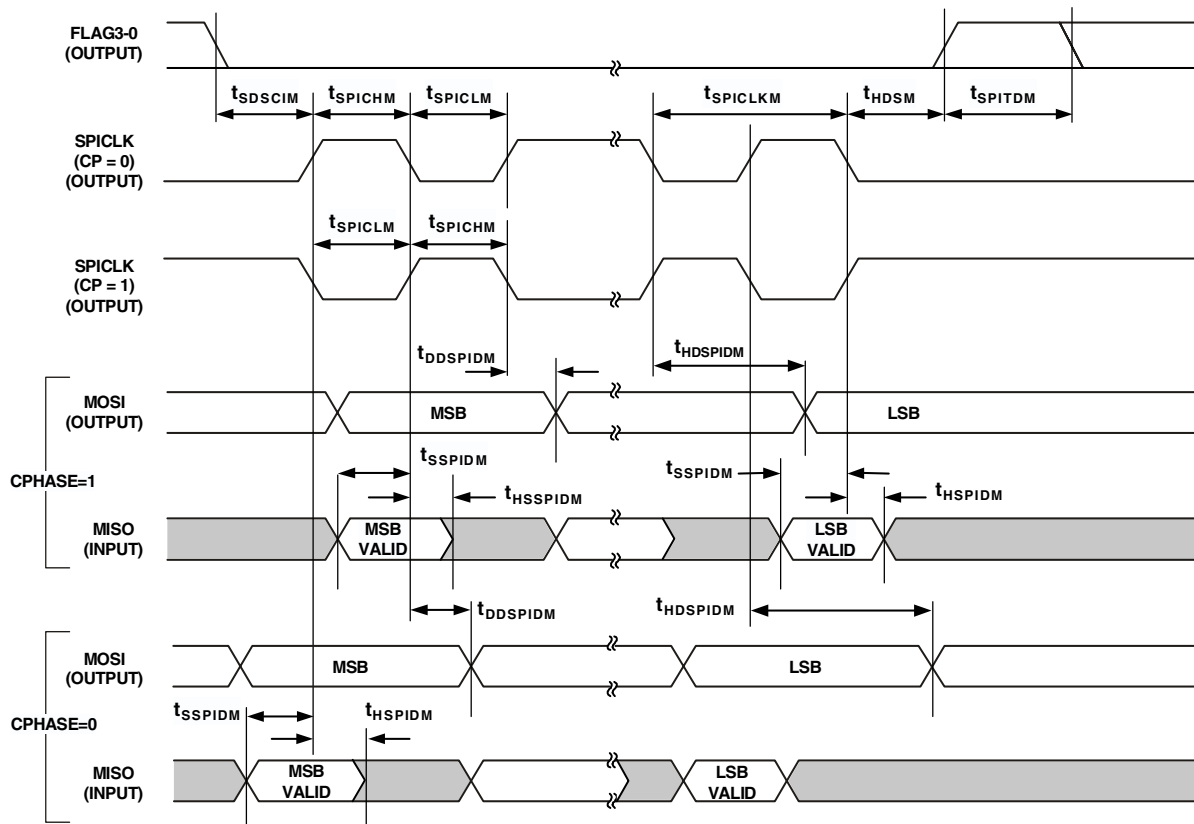 FLAG3-0
(OUTPUT)
tSDSCIM
tSPICHM
tSPICLM
tSPICLKM
tHDSM
tSPITDM
SPICLK
(CP = 0)
(OUTPUT)
tSPICLM
tSPICHM
SPICLK
(CP = 1)
(OUTPUT)
tDDSPIDM
tHDSPIDM
CPHASE=1
MOSI
(OUTPUT)
MSB
LSB
tSSPIDM
tHSSPIDM
tSSPIDM
tHSPIDM
MISO
(INPUT)
MSB
VALID
LSB
VALID
tDDSPIDM
tHDSPIDM
CPHASE=0
MOSI
(OUTPUT)
MSB
LSB
tSSPIDM
tHSPIDM
MISO
(INPUT)
MSB
VALID
LSB
VALID